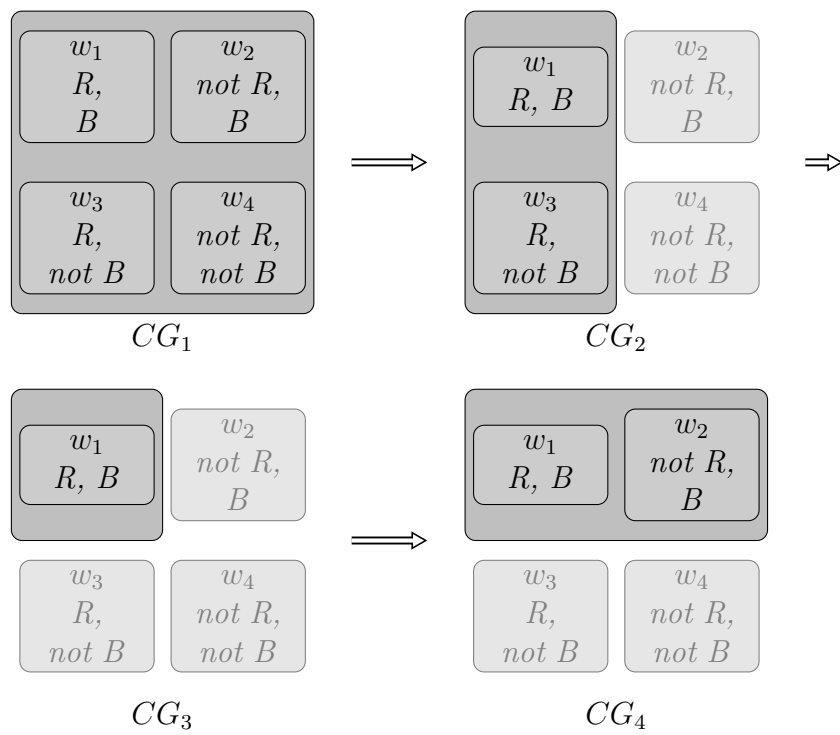 w₁
R,
B
w₂
not R,
B
w₃
R,
not B
w₄
not R,
not B
CG₁
w₁
R, B
w₂
not R,
B
w₃
R,
not B
w₄
not R,
not B
CG₂
w₁
R, B
w₂
not R,
B
w₃
R,
not B
w₄
not R,
not B
CG₃
w₁
R, B
w₂
not R,
B
w₃
R,
not B
w₄
not R,
not B
CG₄